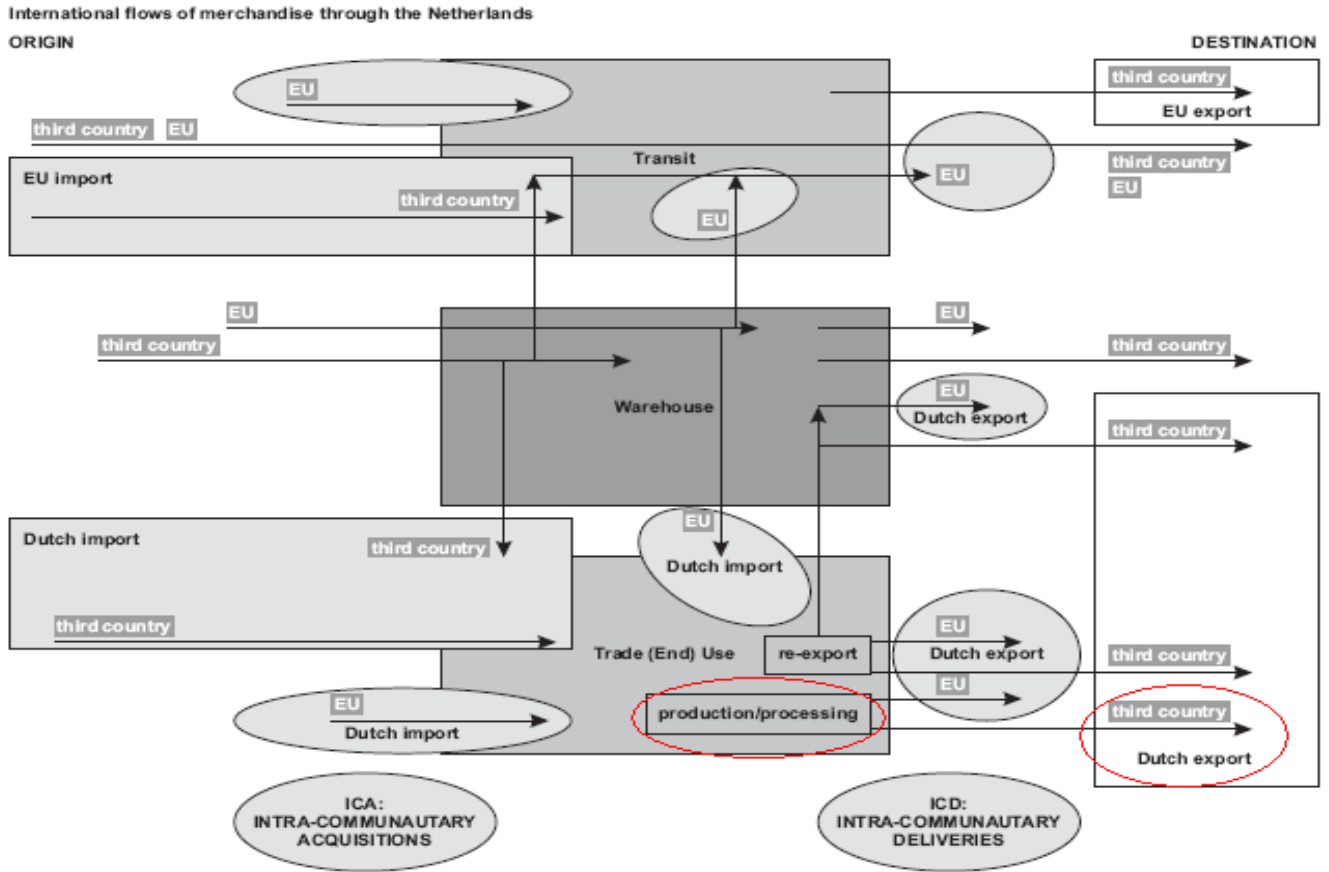 International flows of merchandise through the Netherlands
ORIGIN
DESTINATION
EU
third country
EU export
third country EU
Transit
third country
EU
EU
EU import
third country
EU
EU
EU
third country
third country
Warehouse
EU
Dutch export
third country
Dutch import
third country
EU
Dutch import
third country
Trade (End) Use
re-export
EU
Dutch export
third country
EU
production/processing
third country
Dutch export
EU
Dutch import
ICA:
INTRA-COMMUNAUTARY
ACQUISITIONS
ICD:
INTRA-COMMUNAUTARY
DELIVERIES